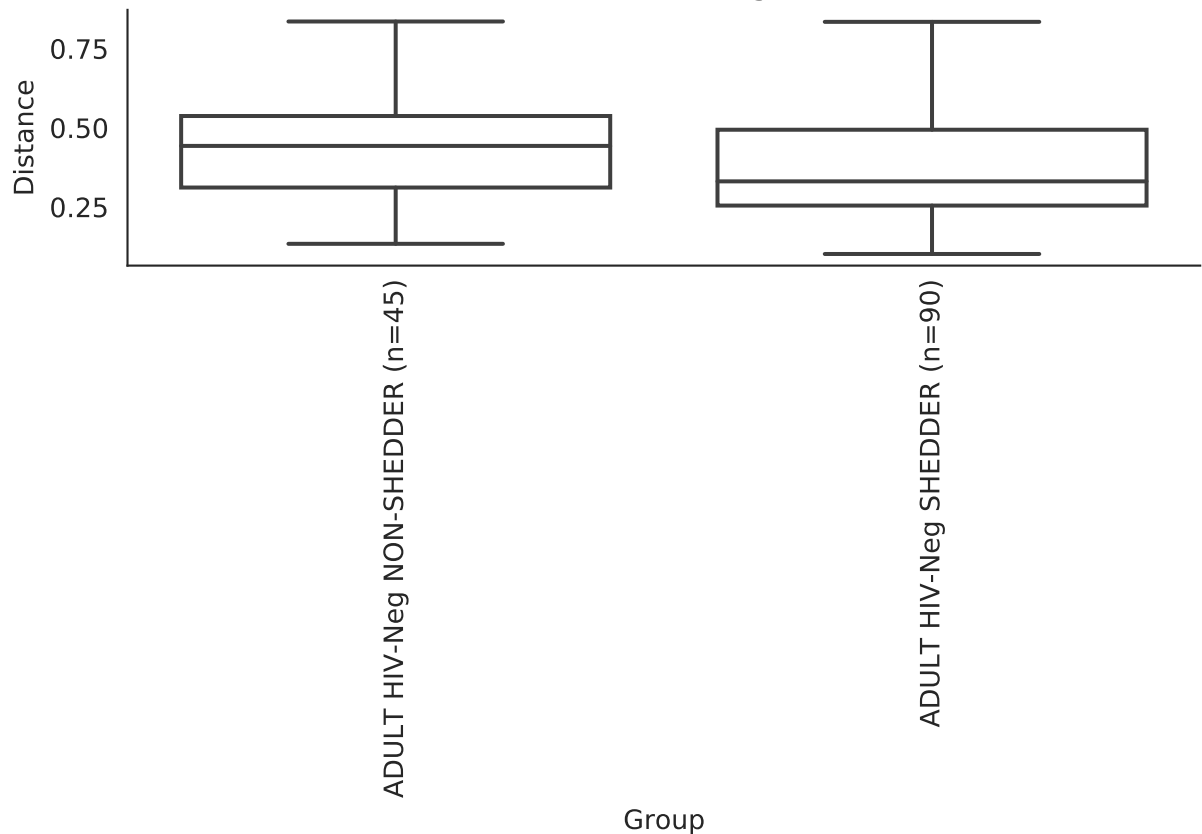 0.75
0.50
0.25
Distance
ADULT HIV-Neg NON-SHEDDER (n=45)
ADULT HIV-Neg SHEDDER (n=90)
Group